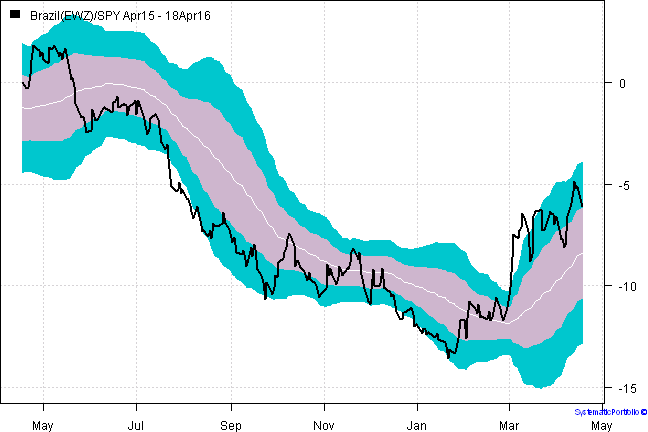 Brazil(EWZ)/SPY Apr15 - 18Apr16
0
-5
-10
-15
SystematicPortfolio ©
May Jul Sep Nov Jan Mar May